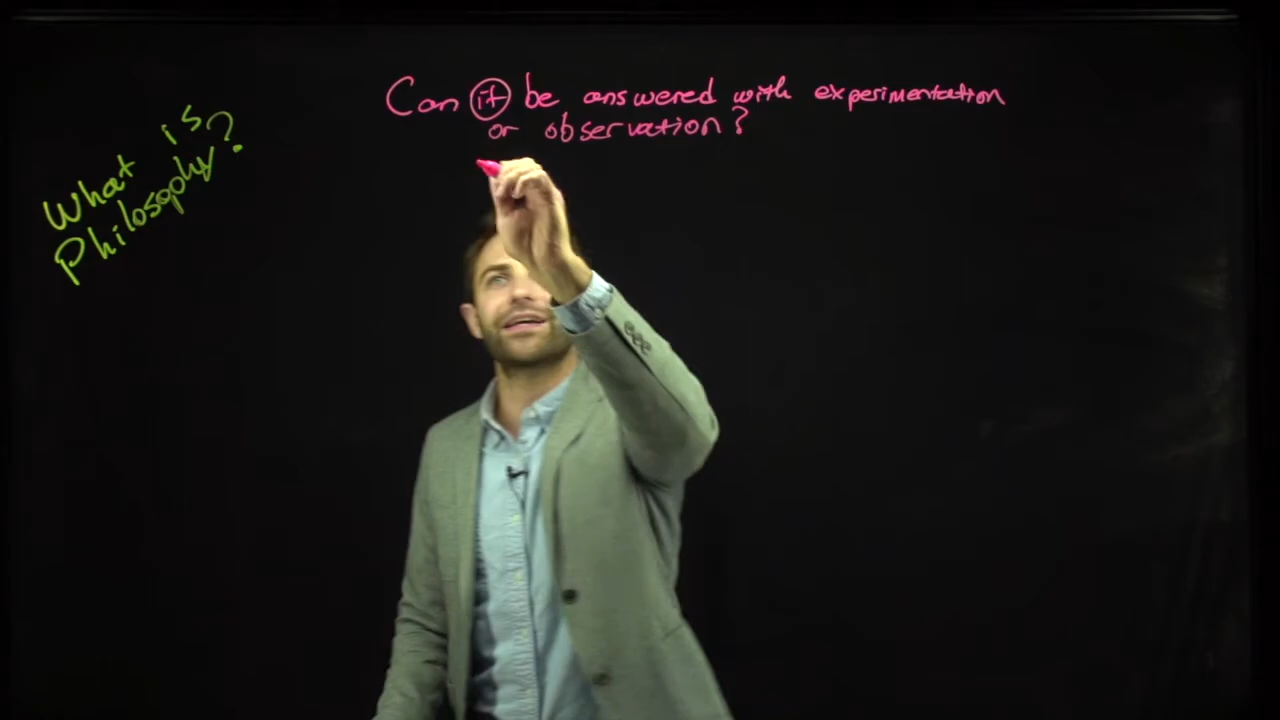 What is
Philosophy?
Can it be answered with experimentation
or observation?